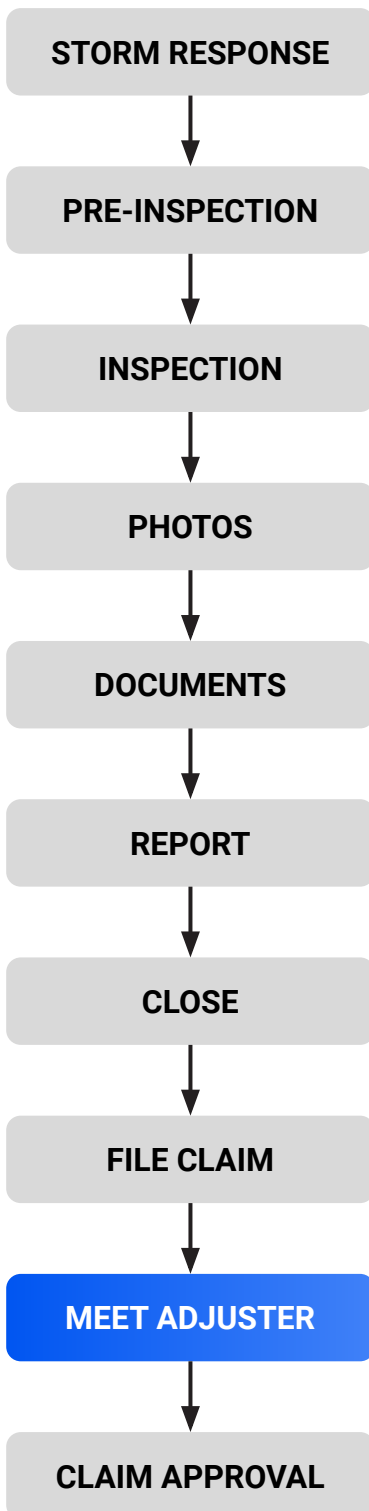 STORM RESPONSE
PRE-INSPECTION
INSPECTION
PHOTOS
DOCUMENTS
REPORT
CLOSE
FILE CLAIM
MEET ADJUSTER
CLAIM APPROVAL